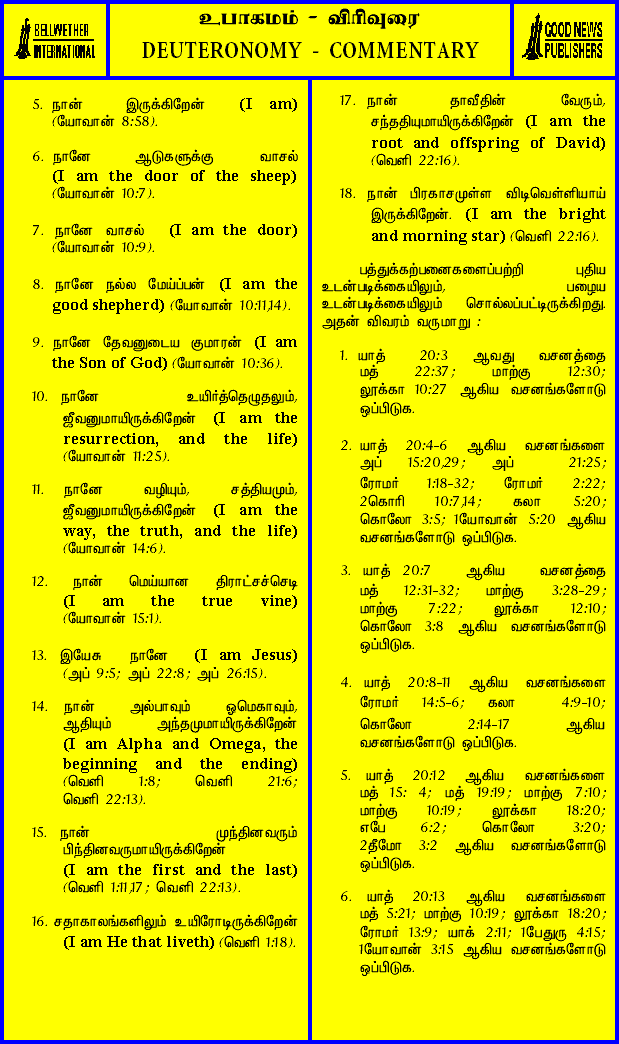 BELLWETHER
INTERNATIONAL
உபாகமம் - விரிவுரை
DEUTERONOMY - COMMENTARY
GOOD NEWS
PUBLISHERS
5. நான் இருக்கிறேன் (I am)
(யோவான் 8:58).
6. நானே ஆடுகளுக்கு வாசல்
(I am the door of the sheep)
(யோவான் 10:7).
7. நானே வாசல் (I am the door)
(யோவான் 10:9).
8. நானே நல்ல மேய்ப்பன் (I am the
good shepherd) (யோவான் 10:11,14).
9. நானே தேவனுடைய குமாரன் (I am
the Son of God) (யோவான் 10:36).
10. நானே உயிர்த்தெழுதலும்,
ஜீவனுமாயிருக்கிறேன் (I am the
resurrection, and the life)
(யோவான் 11:25).
11. நானே வழியும், சத்தியமும்,
ஜீவனுமாயிருக்கிறேன் (I am the
way, the truth, and the life)
(யோவான் 14:6).
12. நான் மெய்யான திராட்சச்செடி
(I am the true vine)
(யோவான் 15:1).
13. இயேசு நானே (I am Jesus)
(அப் 9:5; அப் 22:8; அப் 26:15).
14. நான் அல்பாவும் ஓமெகாவும்,
ஆதியும் அந்தமுமாயிருக்கிறேன்
(I am Alpha and Omega, the
beginning and the ending)
(வெளி 1:8; வெளி 21:6;
வெளி 22:13).
15. நான் முந்தினவரும்
பிந்தினவருமாயிருக்கிறேன்
(I am the first and the last)
(வெளி 1:11,17; வெளி 22:13).
16. சதாகாலங்களிலும் உயிரோடிருக்கிறேன்
(I am He that liveth) (வெளி 1:18).
17. நான் தாவீதின் வேரும்,
சந்ததியுமாயிருக்கிறேன் (I am the
root and offspring of David)
(வெளி 22:16).
18. நான் பிரகாசமுள்ள விடிவெள்ளியாய்
இருக்கிறேன். (I am the bright
and morning star) (வெளி 22:16).
பத்துக்கற்பனைகளைப்பற்றி புதிய
உடன்படிக்கையிலும், பழைய
உடன்படிக்கையிலும் சொல்லப்பட்டிருக்கிறது.
அதன் விவரம் வருமாறு :
1. யாத் 20:3 ஆவது வசனத்தை
மத் 22:37; மாற்கு 12:30;
லூக்கா 10:27 ஆகிய வசனங்களோடு
ஒப்பிடுக.
2. யாத் 20:4-6 ஆகிய வசனங்களை
அப் 15:20,29; அப் 21:25;
ரோமர் 1:18-32; ரோமர் 2:22;
2கொரி 10:7,14; கலா 5:20;
கொலோ 3:5; 1யோவான் 5:20 ஆகிய
வசனங்களோடு ஒப்பிடுக.
3. யாத் 20:7 ஆகிய வசனத்தை
மத் 12:31-32; மாற்கு 3:28-29;
மாற்கு 7:22; லூக்கா 12:10;
கொலோ 3:8 ஆகிய வசனங்களோடு
ஒப்பிடுக.
4. யாத் 20:8-11 ஆகிய வசனங்களை
ரோமர் 14:5-6; கலா 4:9-10;
கொலோ 2:14-17 ஆகிய
வசனங்களோடு ஒப்பிடுக.
5. யாத் 20:12 ஆகிய வசனங்களை
மத் 15: 4; மத் 19:19; மாற்கு 7:10;
மாற்கு 10:19; லூக்கா 18:20;
எபே 6:2; கொலோ 3:20;
2தீமோ 3:2 ஆகிய வசனங்களோடு
ஒப்பிடுக.
6. யாத் 20:13 ஆகிய வசனங்களை
மத் 5:21; மாற்கு 10:19; லூக்கா 18:20;
ரோமர் 13:9; யாக் 2:11; 1பேதுரு 4:15;
1யோவான் 3:15 ஆகிய வசனங்களோடு
ஒப்பிடுக.